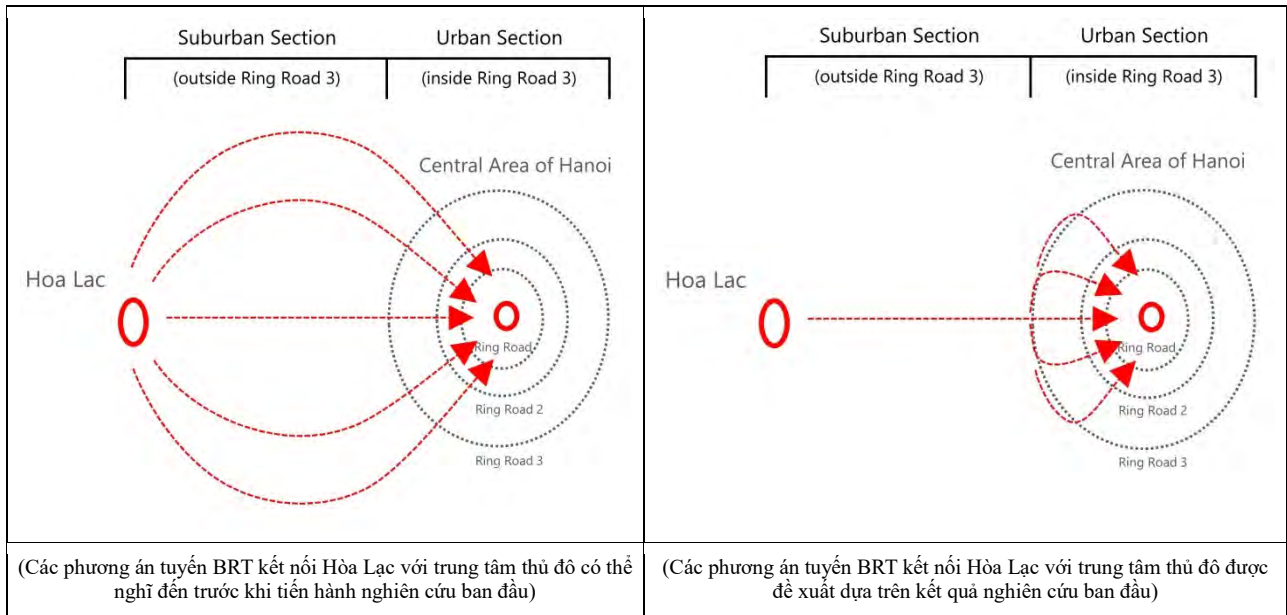 Suburban Section
Urban Section
(outside Ring Road 3)
(inside Ring Road 3)
Central Area of Hanoi
Hoa Lac
Ring Road
Ring Road 2
Ring Road 3
(Các phương án tuyến BRT kết nối Hòa Lạc với trung tâm thủ đô có thể
nghĩ đến trước khi tiến hành nghiên cứu ban đầu)
Suburban Section
Urban Section
(outside Ring Road 3)
(inside Ring Road 3)
Central Area of Hanoi
Hoa Lac
Ring Road
Ring Road 2
Ring Road 3
(Các phương án tuyến BRT kết nối Hòa Lạc với trung tâm thủ đô được
đề xuất dựa trên kết quả nghiên cứu ban đầu)